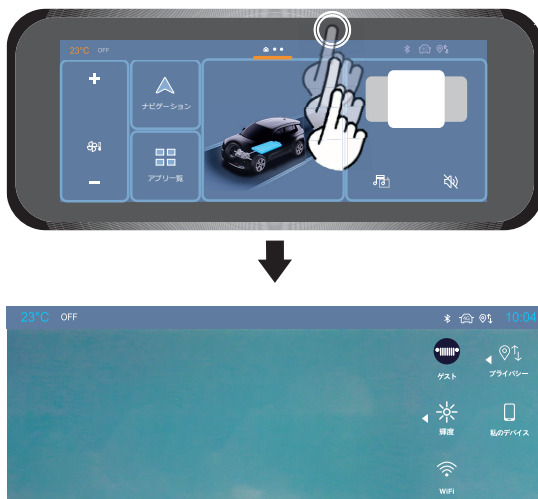 23°C OFF
ナビゲーション
アプリ一覧
23°C OFF
10:04
ゲスト
プライバシー
輝度
私のデバイス
WiFi